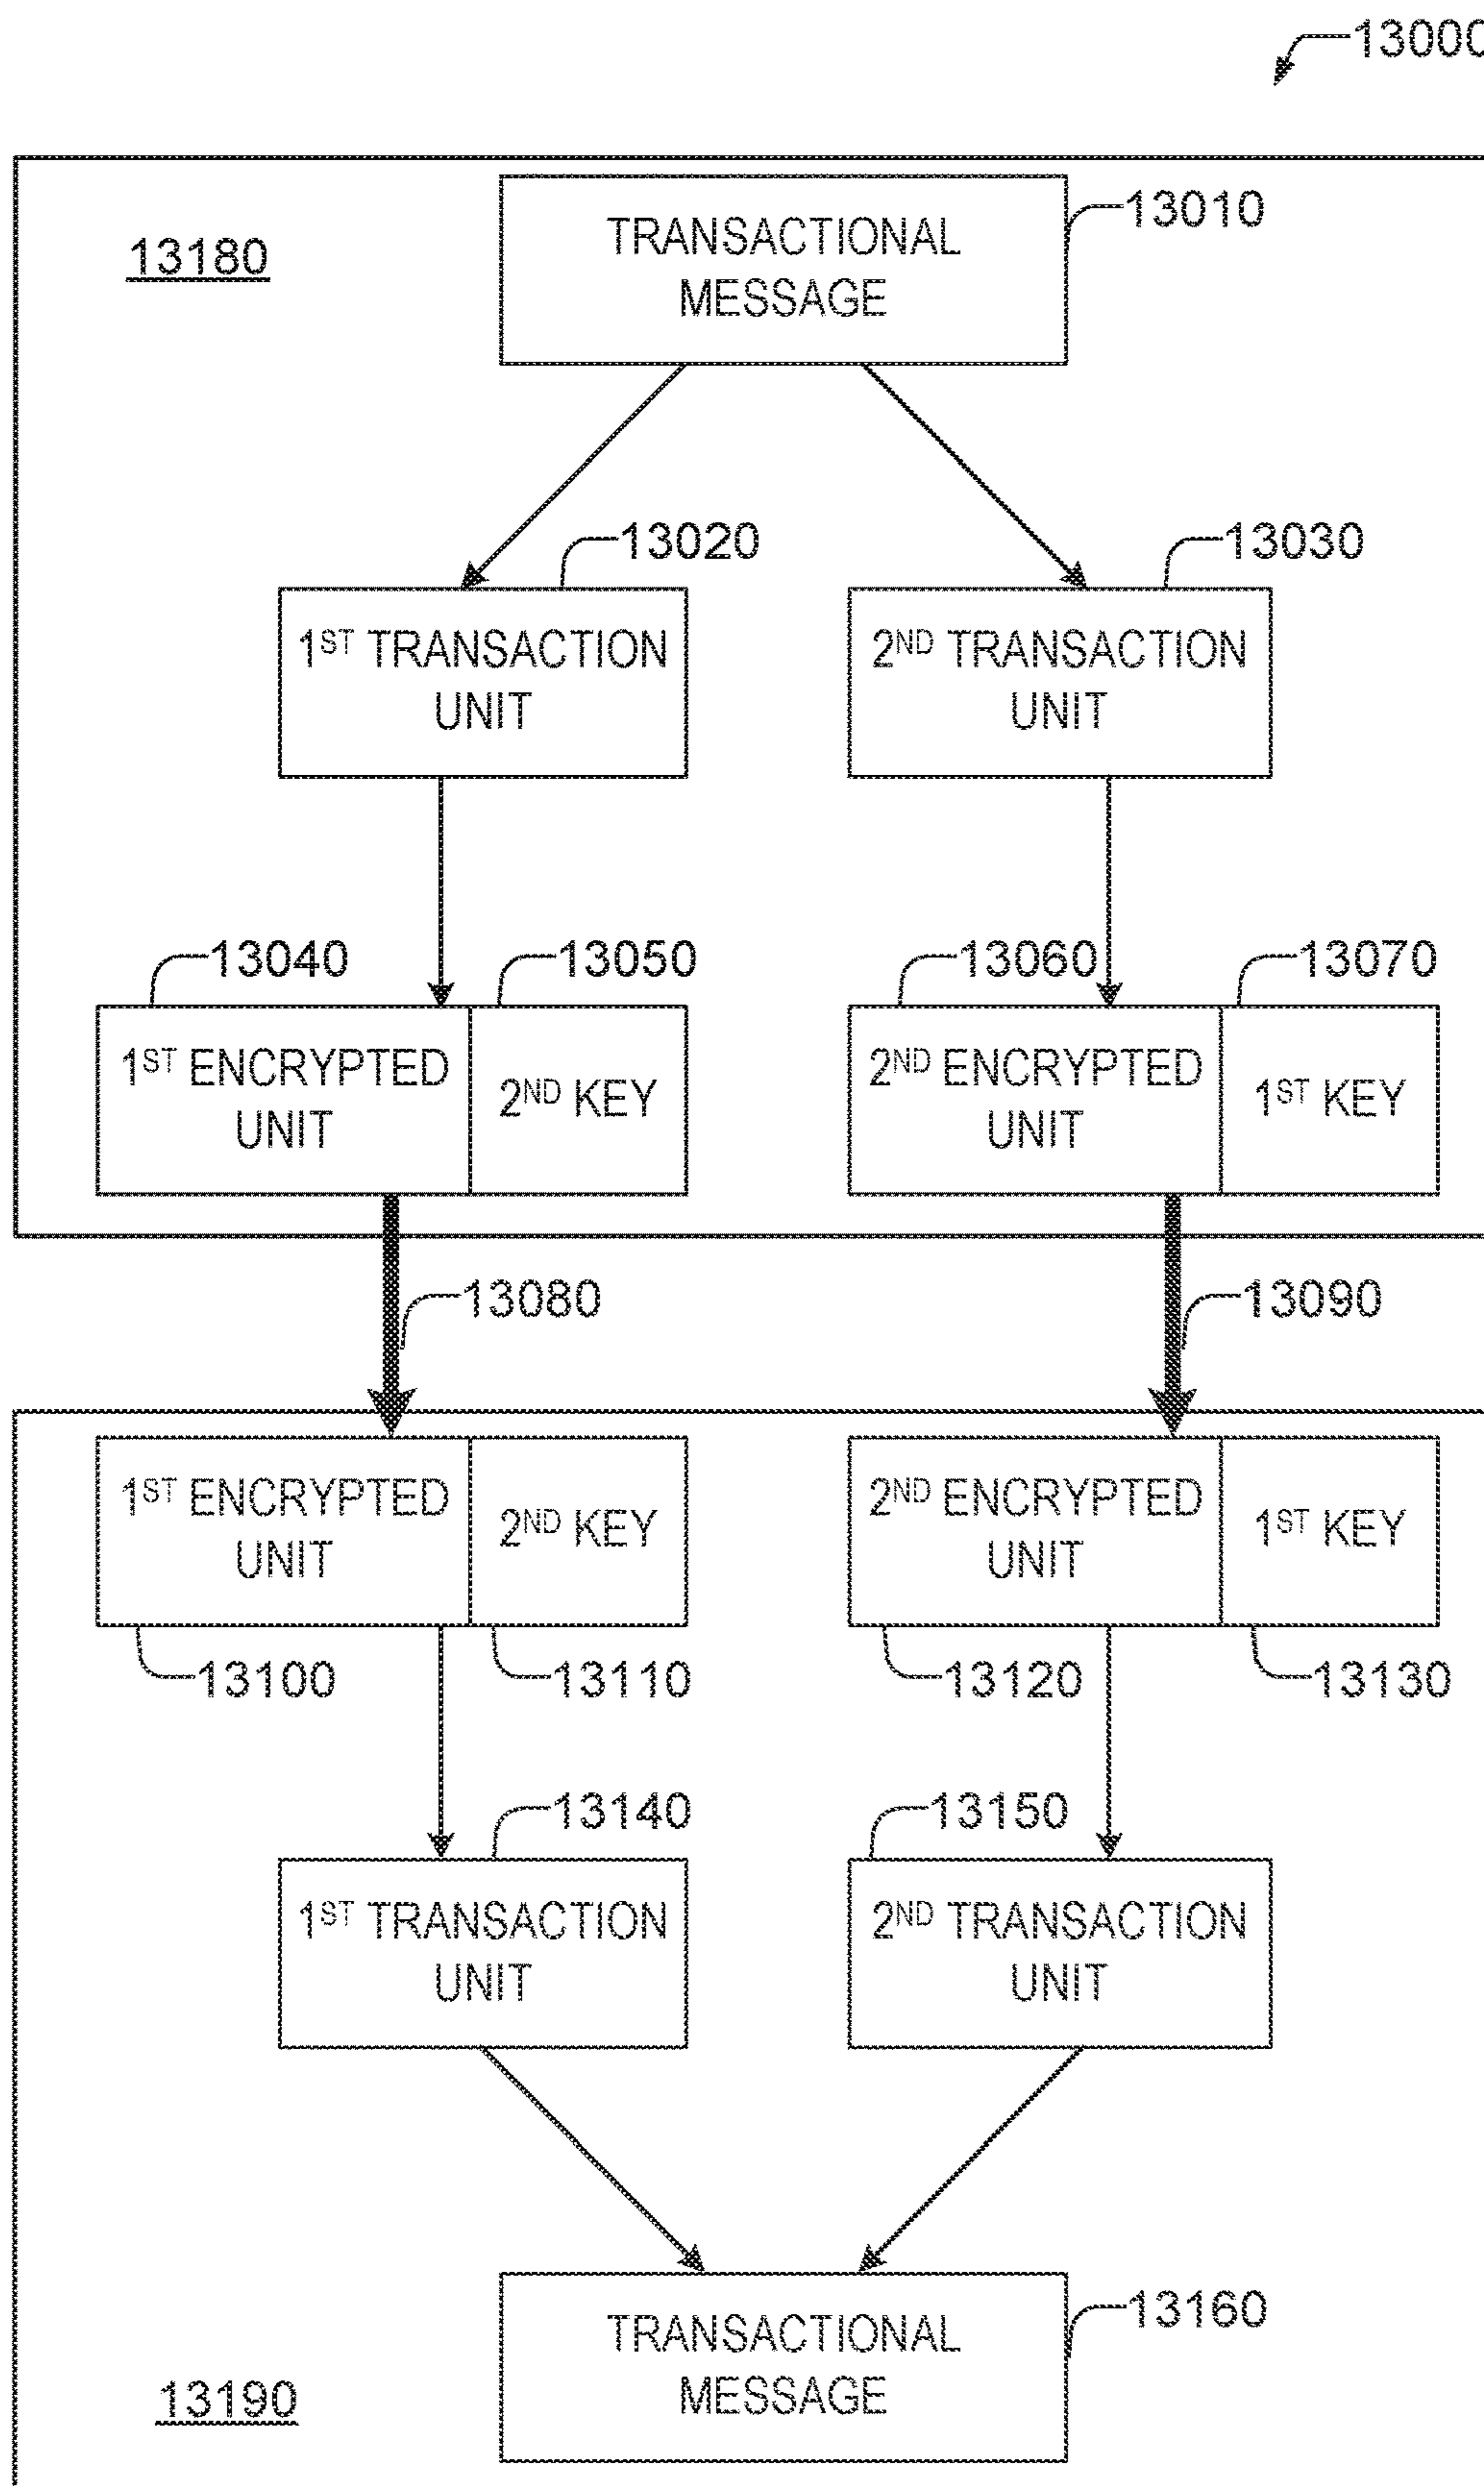 13000
13180
TRANSACTIONAL
MESSAGE
13010
13020
13030
1ST TRANSACTION
UNIT
2ND TRANSACTION
UNIT
13040
13050
13060
13070
1ST ENCRYPTED
UNIT
2ND KEY
2ND ENCRYPTED
UNIT
1ST KEY
13080
13090
1ST ENCRYPTED
UNIT
2ND KEY
2ND ENCRYPTED
UNIT
1ST KEY
13100
13110
13120
13130
13140
13150
1ST TRANSACTION
UNIT
2ND TRANSACTION
UNIT
TRANSACTIONAL
MESSAGE
13160
13190